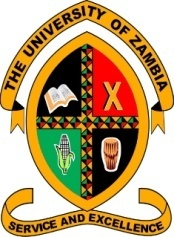 THE UNIVERSITY OF ZAMBIA
SERVICE AND EXCELLENCE